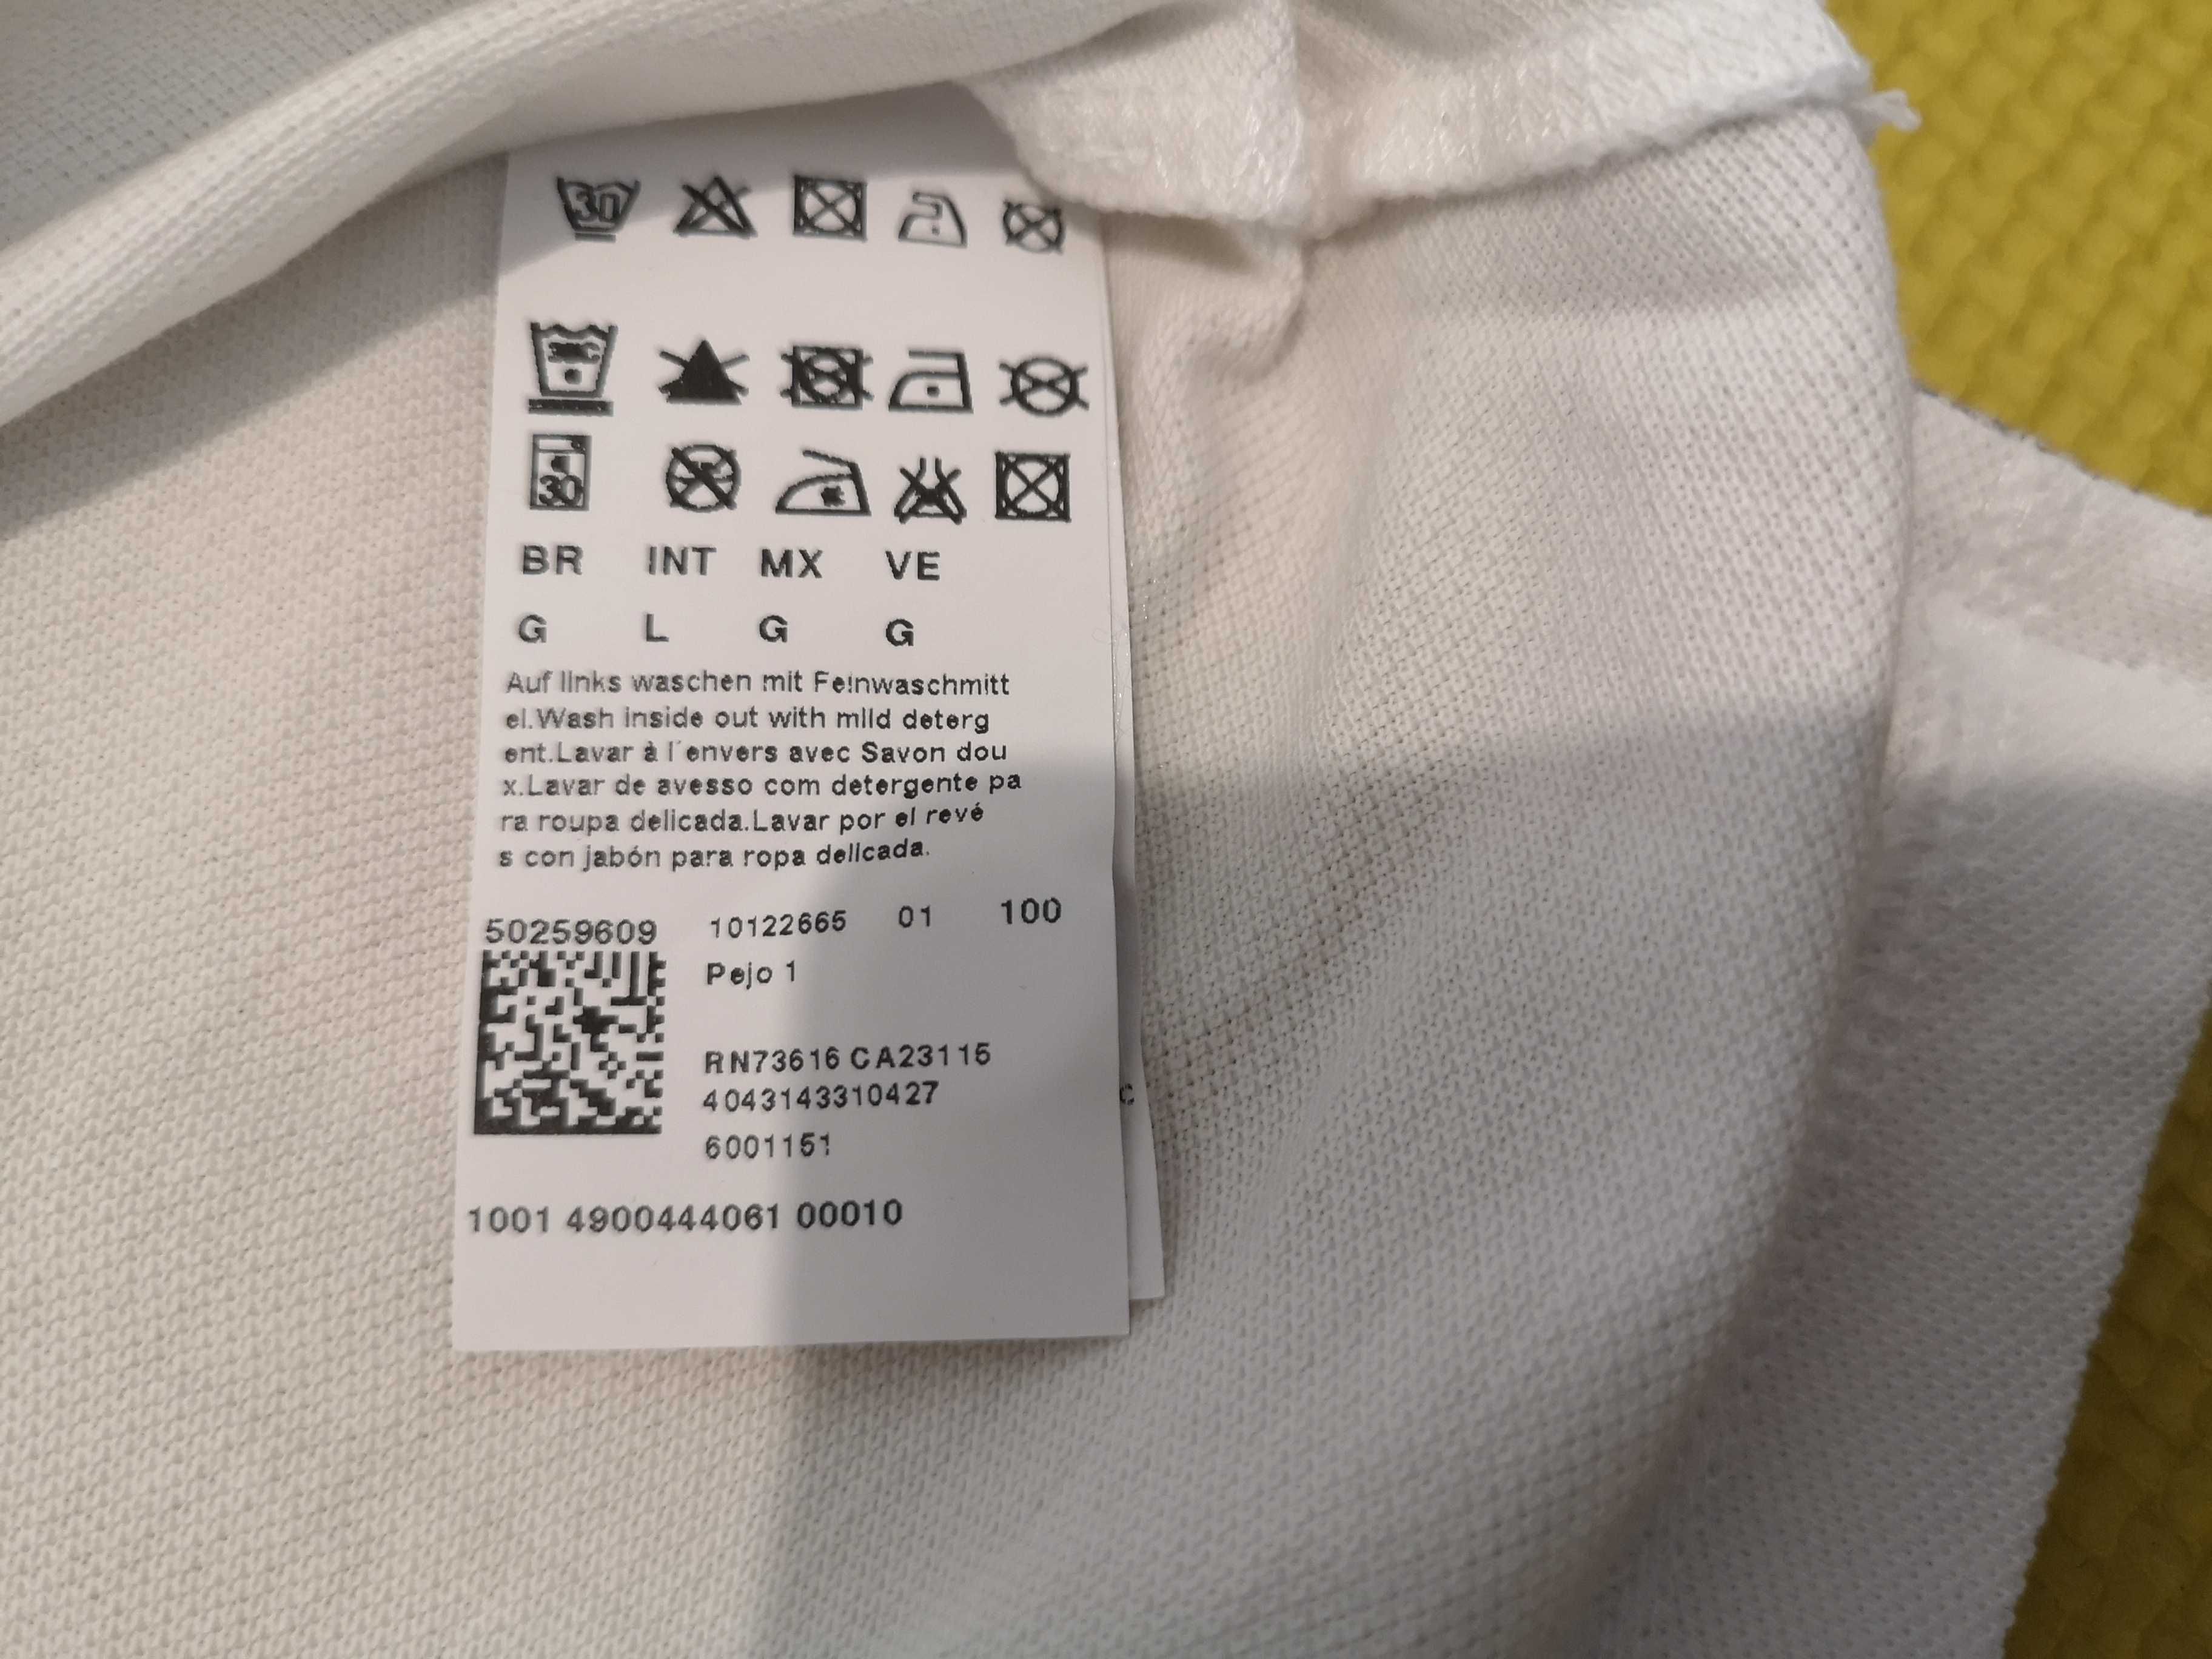 30
30
BR INT MX VE
G L G G
Auf links waschen mit Feinwaschmitt
el.Wash inside out with mild deterg
ent.Lavar à l´envers avec Savon dou
x.Lavar de avesso com detergente pa
ra roupa delicada.Lavar por el revé
s con jabón para ropa delicada.
50259609 10122665 01 100
Pejo 1
RN73616 CA23115
4043143310427
6001151
1001 4900444061 00010
C